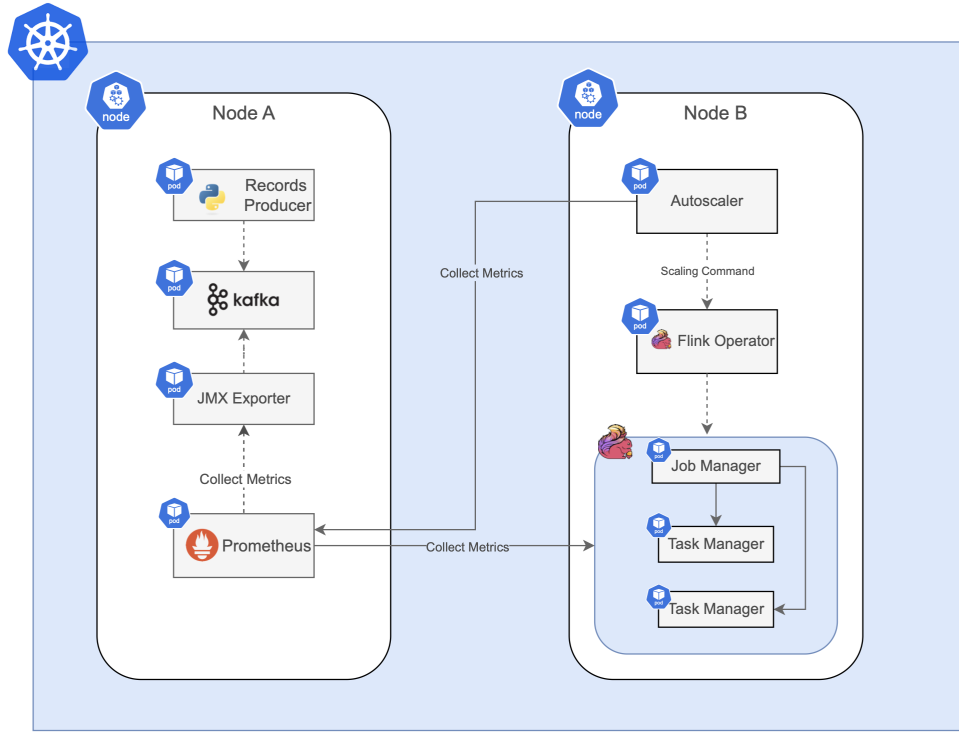 node
Node A
pod
Records
Producer
pod
kafka
pod
JMX Exporter
Collect Metrics
pod
Prometheus
Collect Metrics
Collect Metrics
node
Node B
pod
Autoscaler
Scaling Command
pod
Flink Operator
pod
Job Manager
pod
Task Manager
pod
Task Manager